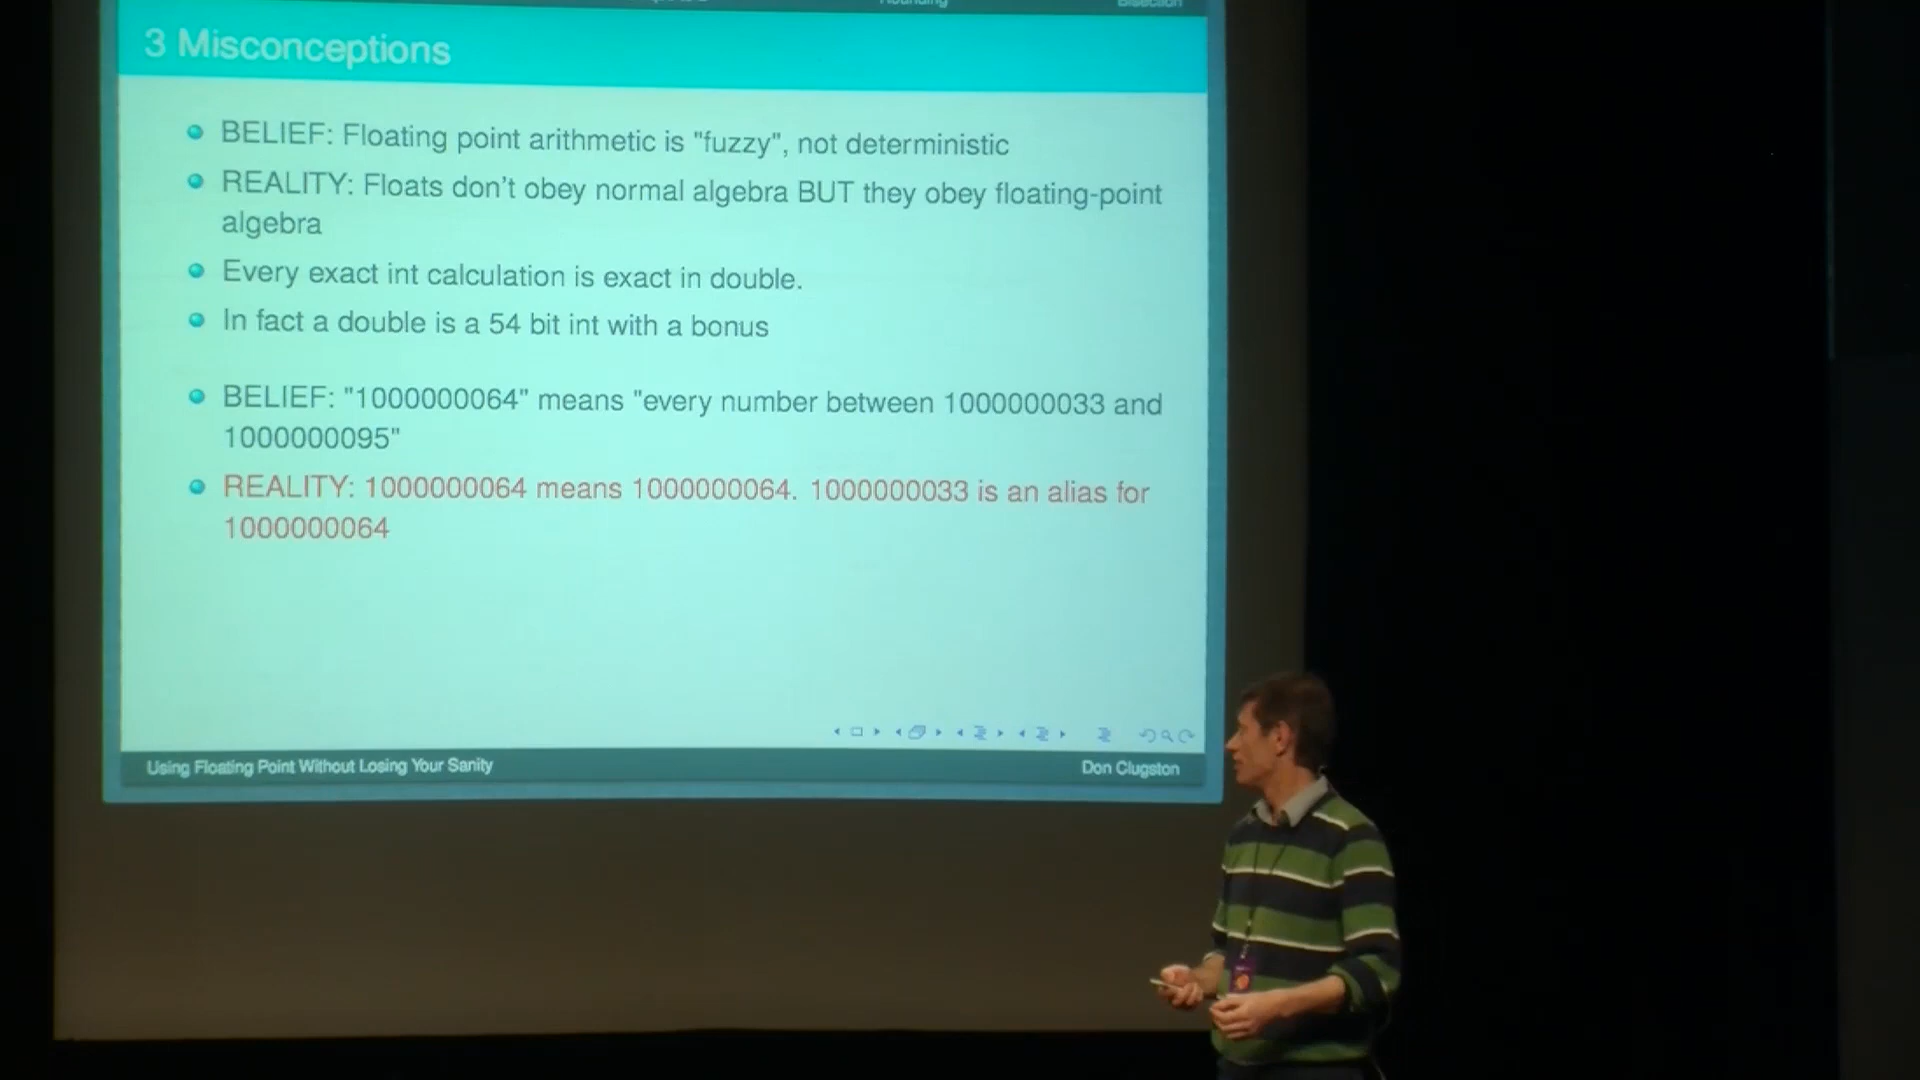 Rounding
Bisection
3 Misconceptions
BELIEF: Floating point arithmetic is "fuzzy", not deterministic
REALITY: Floats don't obey normal algebra BUT they obey floating-point
algebra
Every exact int calculation is exact in double.
In fact a double is a 54 bit int with a bonus
BELIEF: "1000000064" means "every number between 1000000033 and
1000000095"
REALITY: 1000000064 means 1000000064. 1000000033 is an alias for
1000000064
Using Floating Point Without Losing Your Sanity
Don Clugston